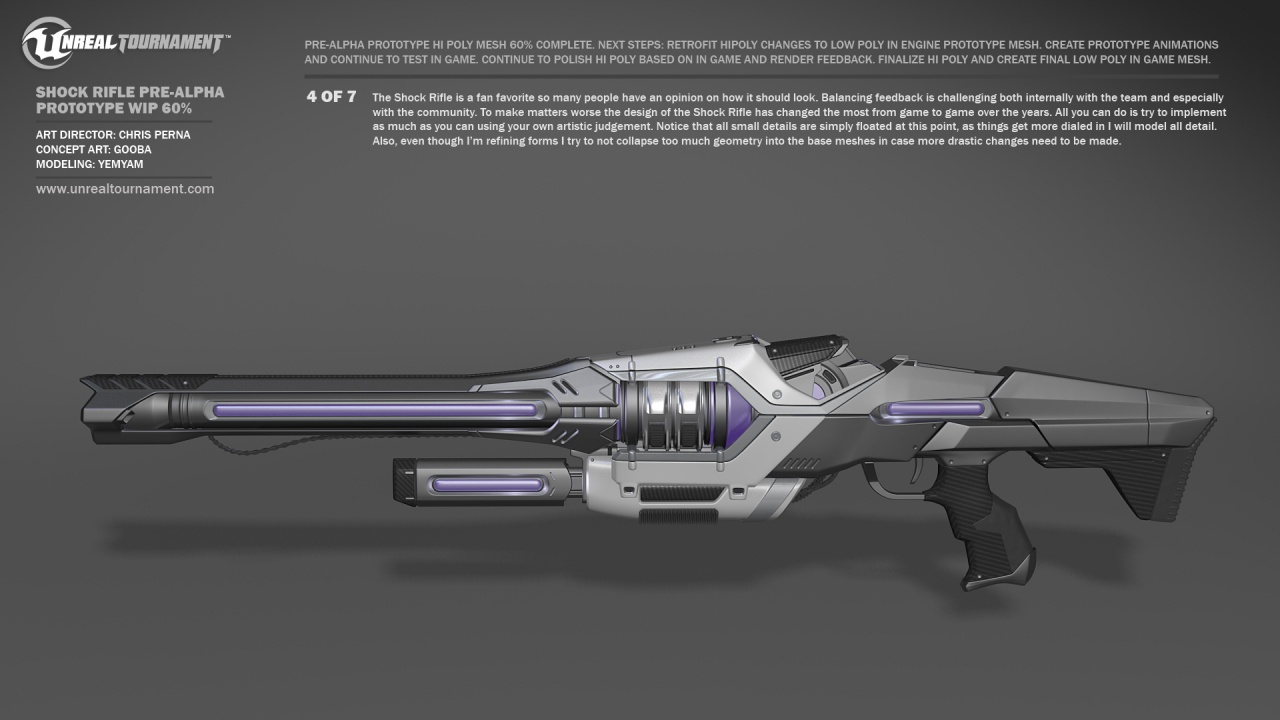 UNREAL TOURNAMENT™
SHOCK RIFLE PRE-ALPHA
PROTOTYPE WIP 60%
ART DIRECTOR: CHRIS PERNA
CONCEPT ART: GOOBA
MODELING: YEMYAM
www.unrealtournament.com
PRE-ALPHA PROTOTYPE HI POLY MESH 60% COMPLETE. NEXT STEPS: RETROFIT HIPOLY CHANGES TO LOW POLY IN ENGINE PROTOTYPE MESH. CREATE PROTOTYPE ANIMATIONS
AND CONTINUE TO TEST IN GAME. CONTINUE TO POLISH HI POLY BASED ON IN GAME AND RENDER FEEDBACK. FINALIZE HI POLY AND CREATE FINAL LOW POLY IN GAME MESH.
4 OF 7
The Shock Rifle is a fan favorite so many people have an opinion on how it should look. Balancing feedback is challenging both internally with the team and especially
with the community. To make matters worse the design of the Shock Rifle has changed the most from game to game over the years. All you can do is try to implement
as much as you can using your own artistic judgement. Notice that all small details are simply floated at this point, as things get more dialed in I will model all detail.
Also, even though I'm refining forms I try to not collapse too much geometry into the base meshes in case more drastic changes need to be made.